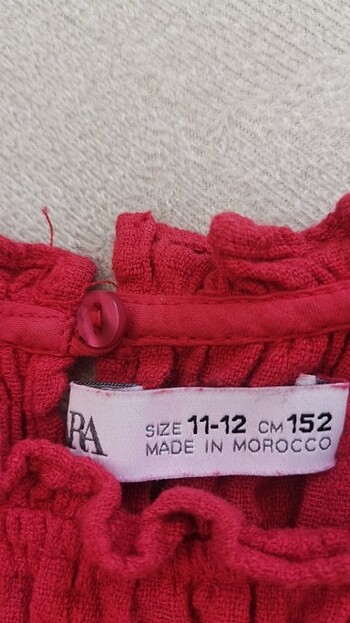 RA
SIZE 11-12 CM 152
MADE IN MOROCCO